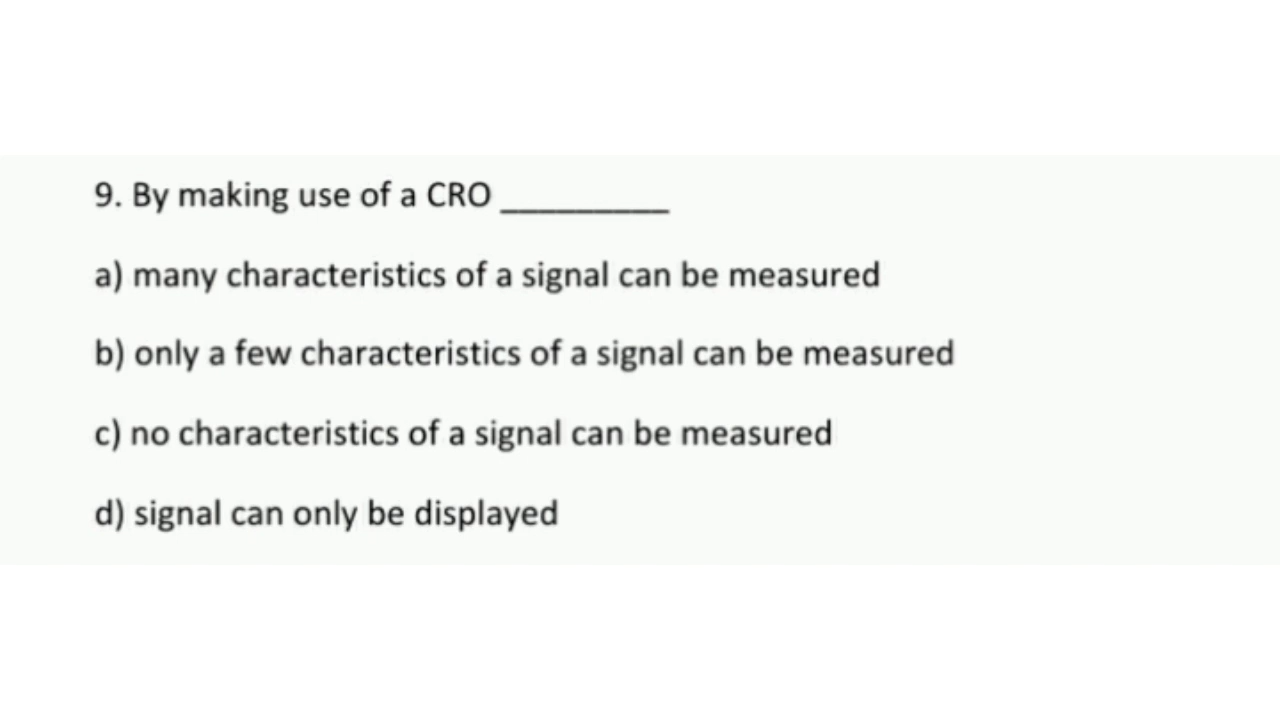 9. By making use of a CRO _________
a) many characteristics of a signal can be measured
b) only a few characteristics of a signal can be measured
c) no characteristics of a signal can be measured
d) signal can only be displayed